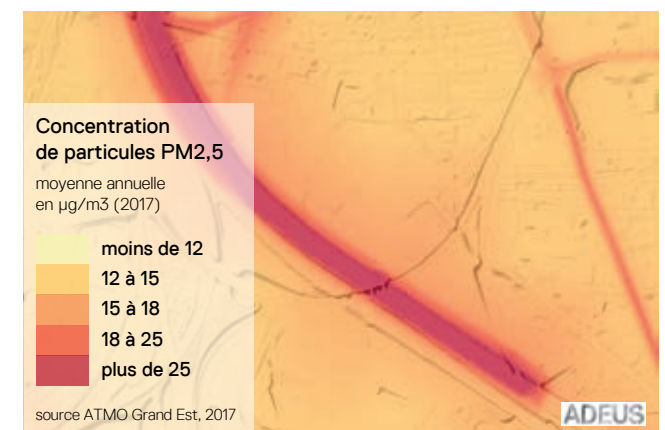 Concentration
de particules PM2,5
moyenne annuelle
en µg/m3 (2017)
moins de 12
12 à 15
15 à 18
18 à 25
plus de 25
source ATMO Grand Est, 2017
ADEUS